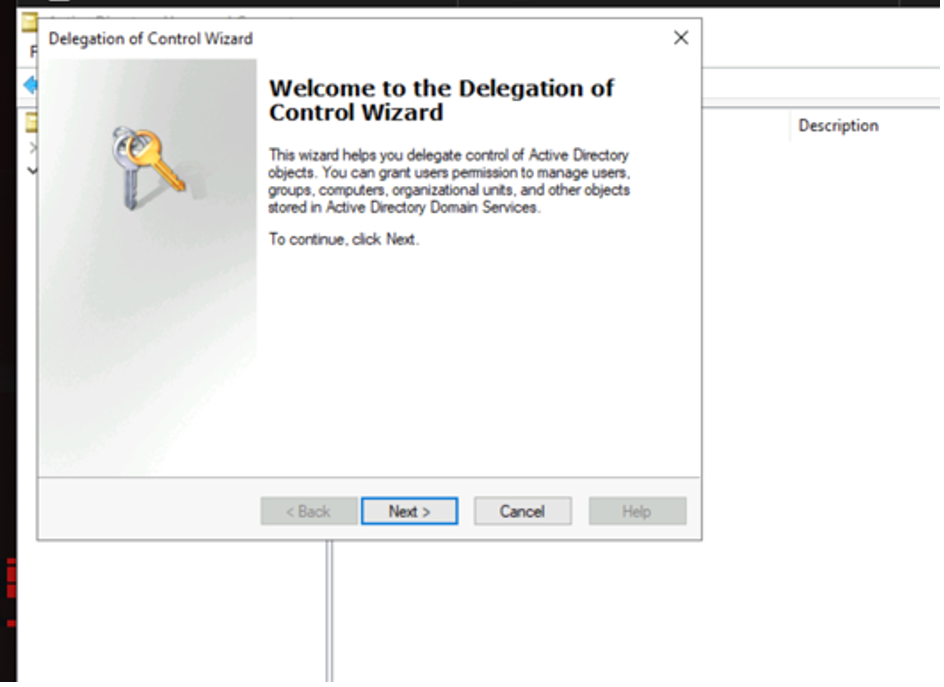 Delegation of Control Wizard
Welcome to the Delegation of
Control Wizard
This wizard helps you delegate control of Active Directory
objects. You can grant users permission to manage users,
groups, computers, organizational units, and other objects
stored in Active Directory Domain Services.
To continue, click Next.
Description
< Back
Next >
Cancel
Help